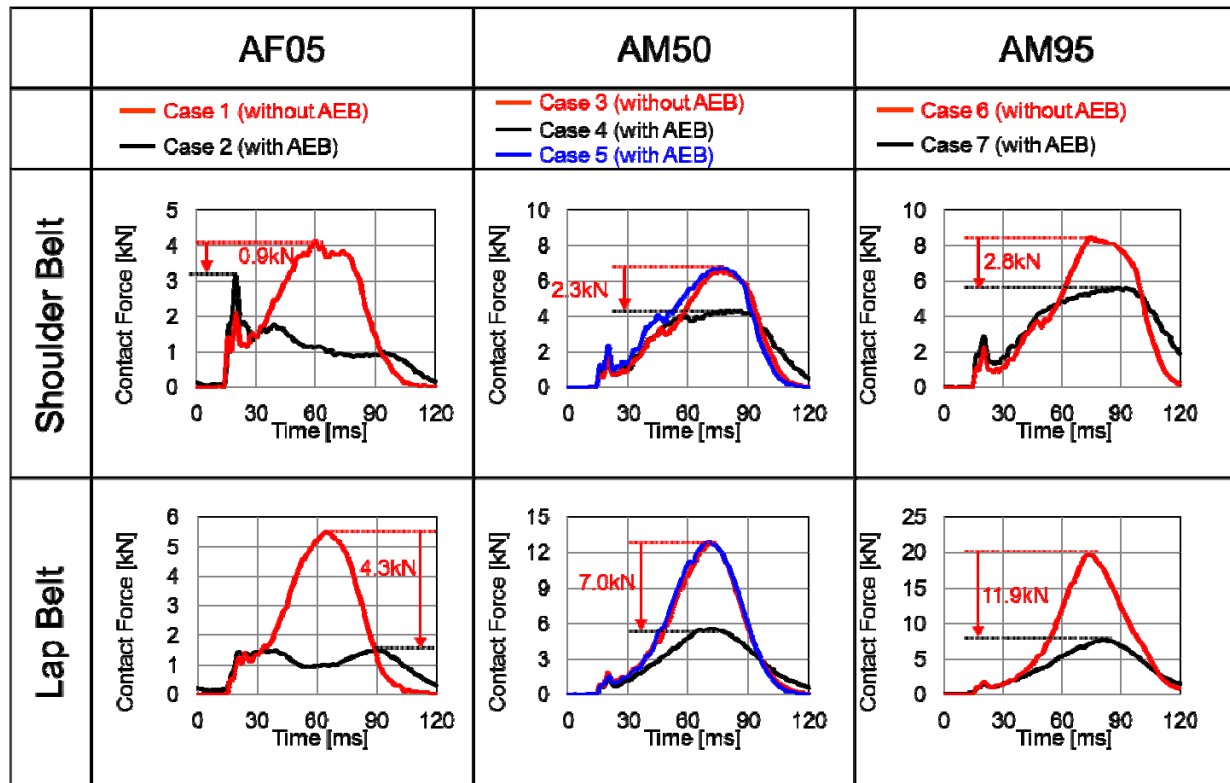 AF05
AM50
AM95
Case 1 (without AEB)
Case 2 (with AEB)
Case 3 (without AEB)
Case 4 (with AEB)
Case 5 (with AEB)
Case 6 (without AEB)
Case 7 (with AEB)
Shoulder Belt
Contact Force [kN]
5
4
3
2
1
0
0.9kN
0 30 60 90 120
Time [ms]
Contact Force [kN]
10
8
6
4
2
0
2.3kN
0 30 60 90 120
Time [ms]
Contact Force [kN]
10
8
6
4
2
0
2.8kN
0 30 60 90 120
Time [ms]
Lap Belt
Contact Force [kN]
6
5
4
3
2
1
0
4.3kN
0 30 60 90 120
Time [ms]
Contact Force [kN]
15
12
9
6
3
0
7.0kN
0 30 60 90 120
Time [ms]
Contact Force [kN]
25
20
15
10
5
0
11.9kN
0 30 60 90 120
Time [ms]